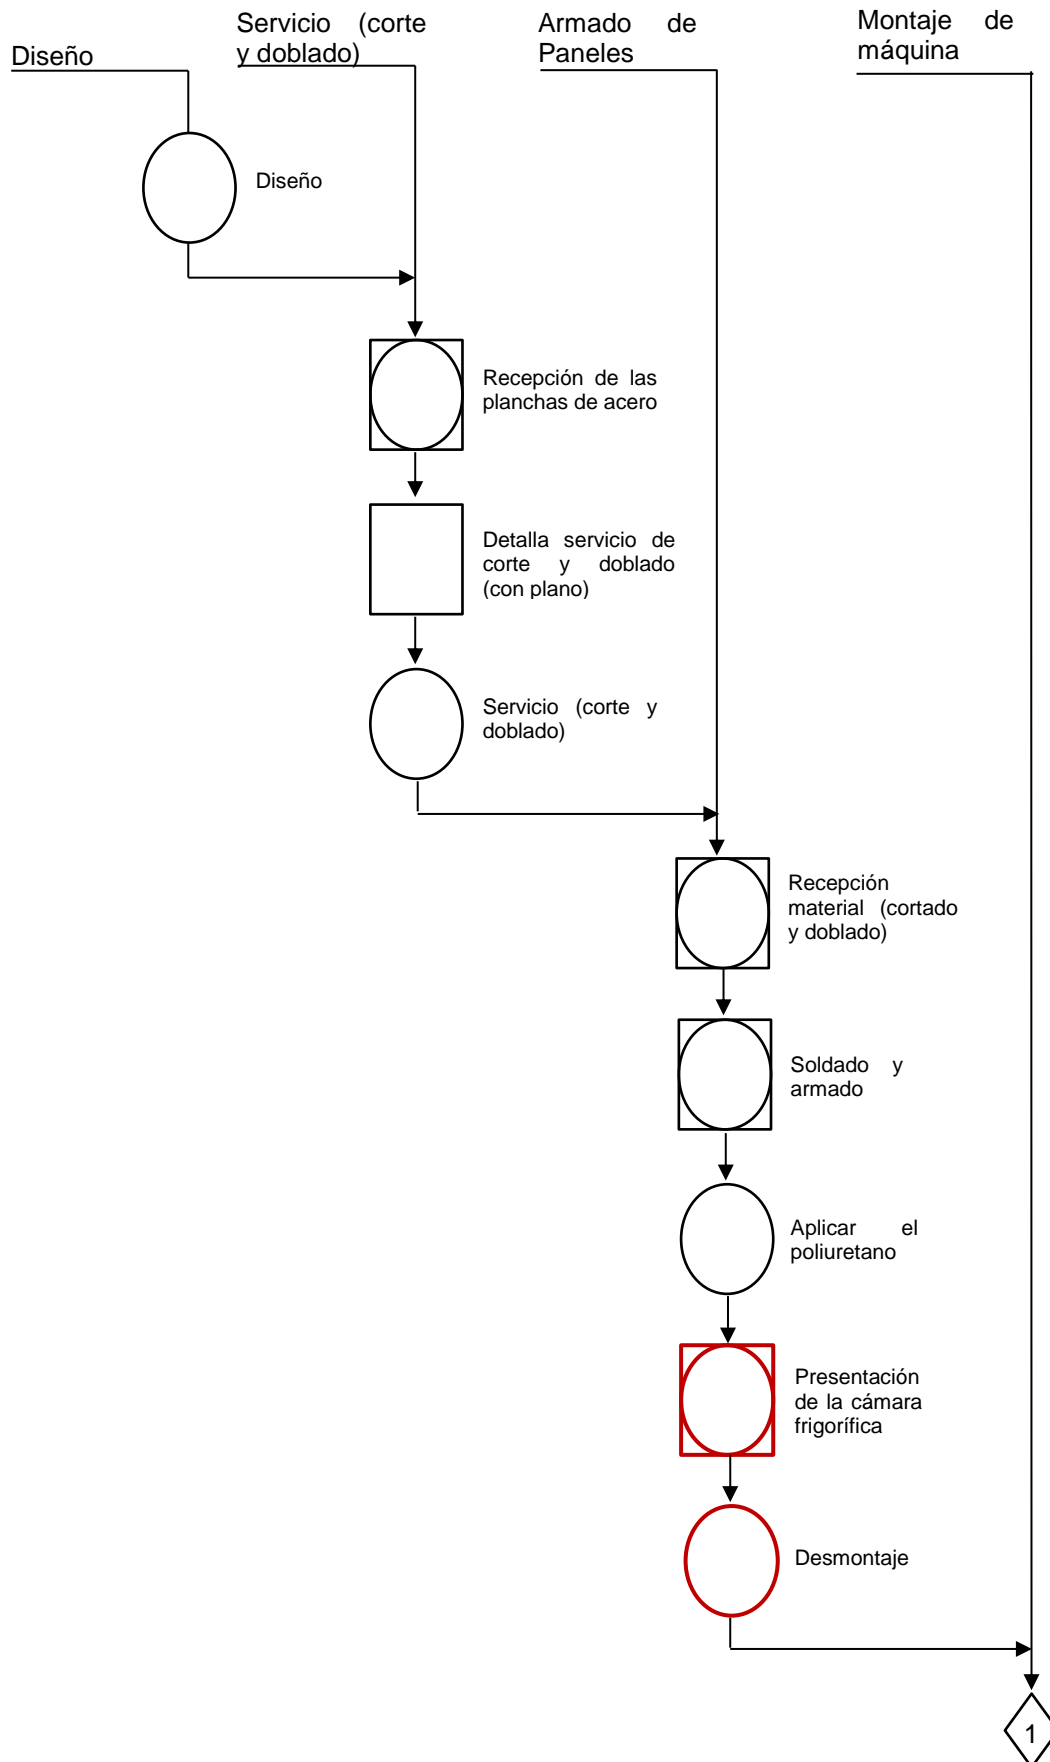 Diseño
Servicio (corte
y doblado)
Armado de
Paneles
Montaje de
máquina
Diseño
Recepción de las
planchas de acero
Detalla servicio de
corte y doblado
(con plano)
Servicio (corte y
doblado)
Recepción
material (cortado
y doblado)
Soldado y
armado
Aplicar el
poliuretano
Presentación
de la cámara
frigorífica
Desmontaje
1